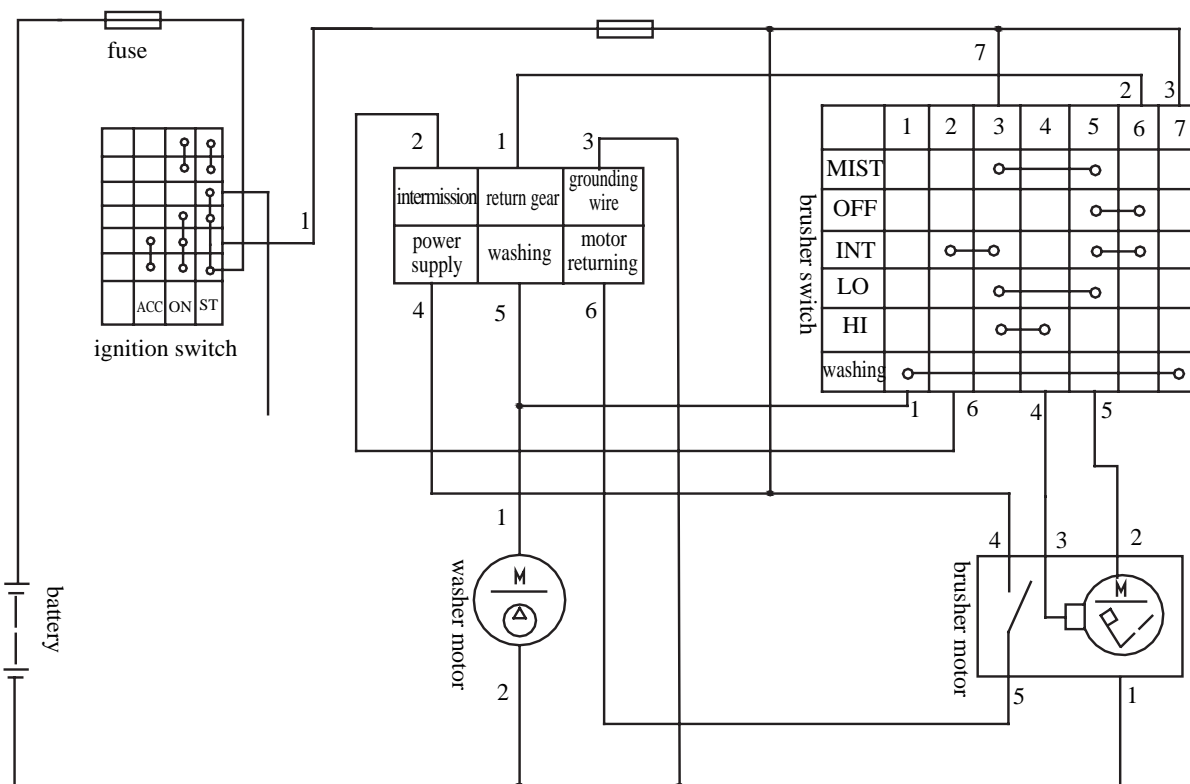 fuse
7
2
3
2
1
3
1 2 3 4 5 6 7
MIST
OFF
INT
LO
HI
washing
brusher switch
intermission
return gear
grounding
wire
power
supply
washing
motor
returning
1
ACC ON ST
ignition switch
4
5
6
1
6
4
5
1
4
3
2
battery
M
washer motor
M
brusher motor
2
5
1